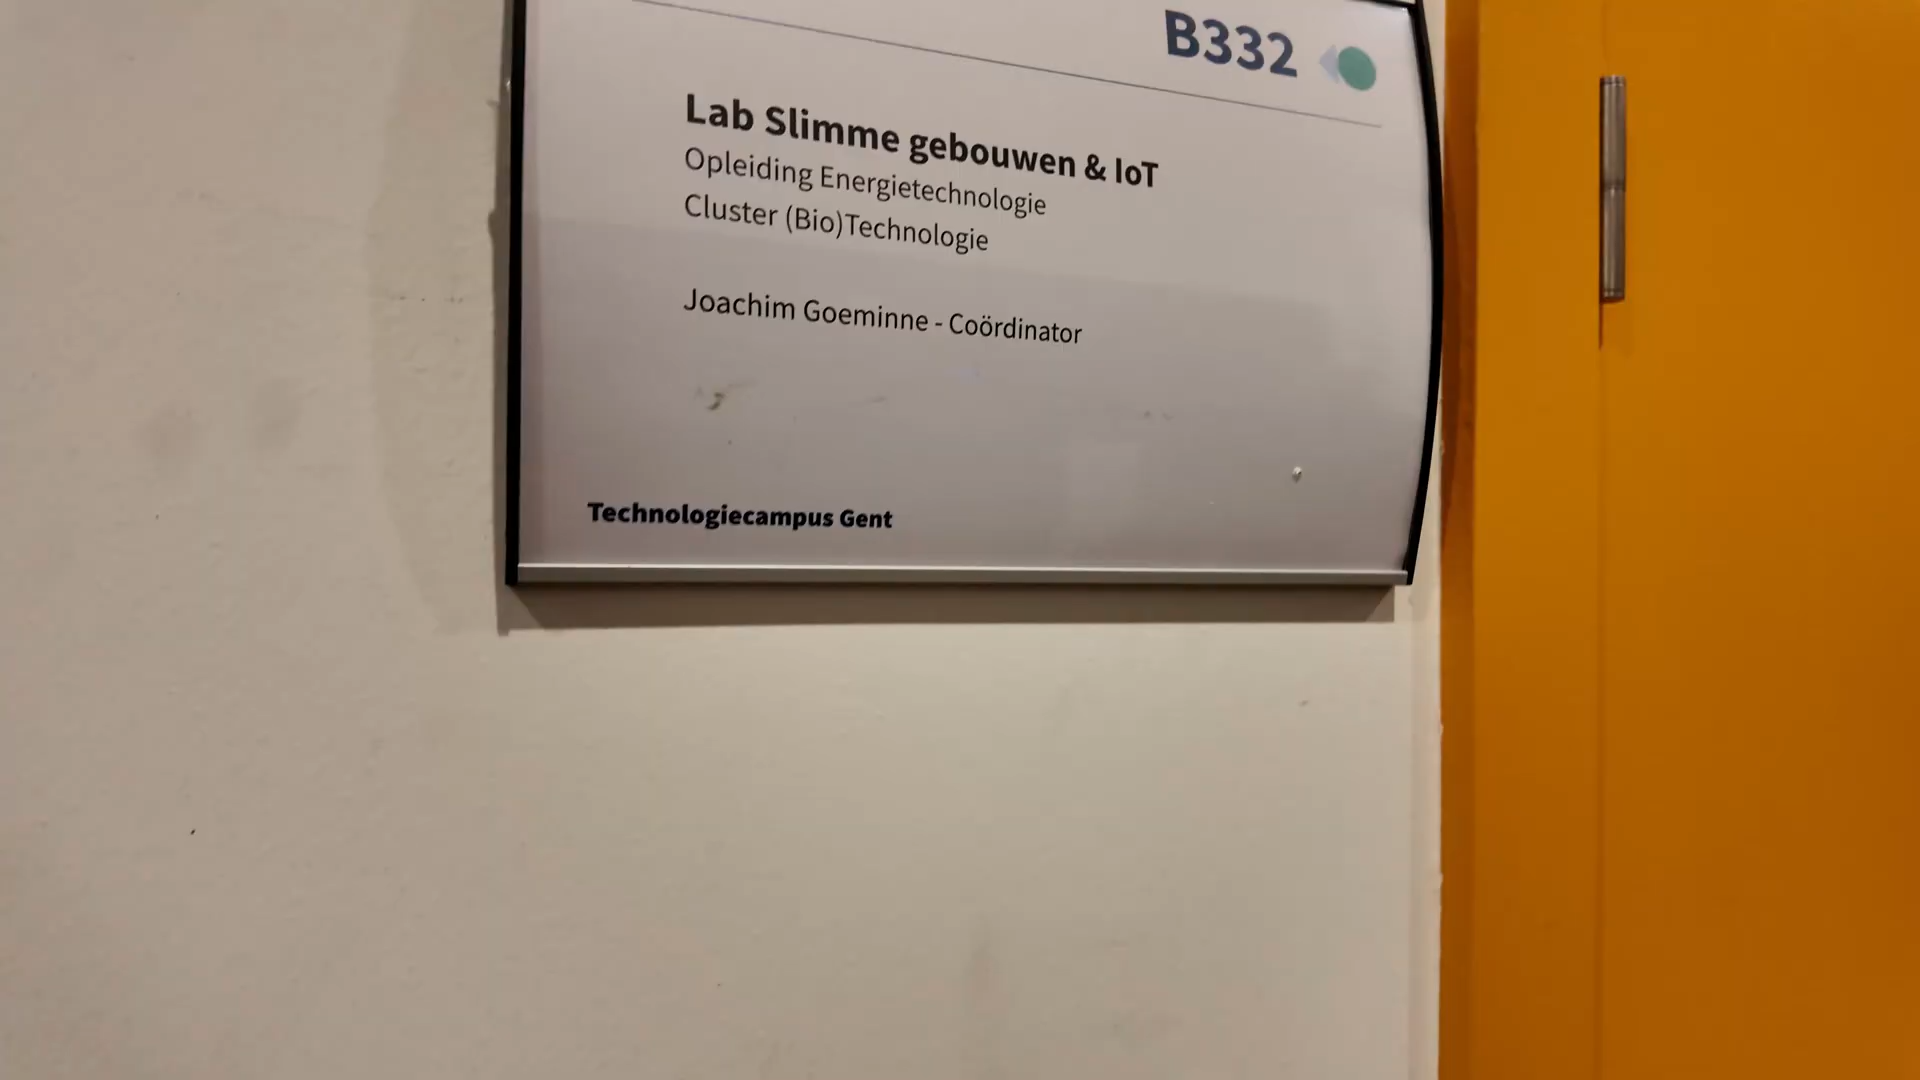 B332
Lab Slimme gebouwen & IoT
Opleiding Energietechnologie
Cluster (Bio)Technologie
Joachim Goeminne - Coördinator
Technologiecampus Gent